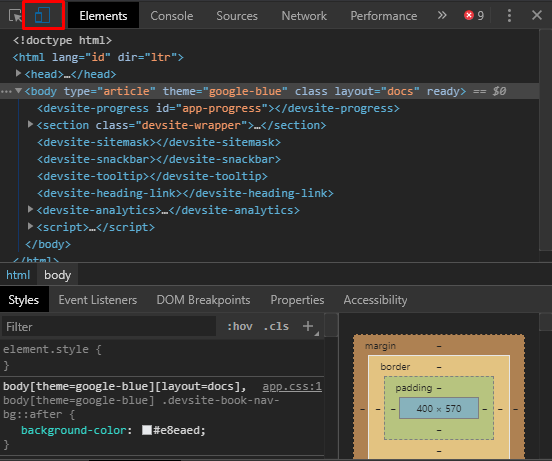 Elements Console Sources Network Memory » 9
<!doctype html>
<html lang="id" dir="ltr">
<head>…</head>
<body type="article" theme="google-blue" class layout="docs" ready> == $0
<devsite-progress id="app-progress"></devsite-progress>
<section class="devsite-wrapper">…</section>
<devsite-sitemask></devsite-sitemask>
<devsite-snackbar></devsite-snackbar>
<devsite-tooltip></devsite-tooltip>
<devsite-heading-link></devsite-heading-link>
<devsite-analytics>…</devsite-analytics>
<script>…</script>
</body>
</html>
html body
Styles Event Listeners DOM Breakpoints Properties Accessibility
Filter :hov .cls +
element.style {
}
body[theme=google-blue][layout=docs], app.css:1
body[theme=google-blue] .devsite-book-nav-
bg::after {
background-color: #e8eaed;
}
margin –
border –
padding –
– – – 400 × 570 – – –
–
–
–